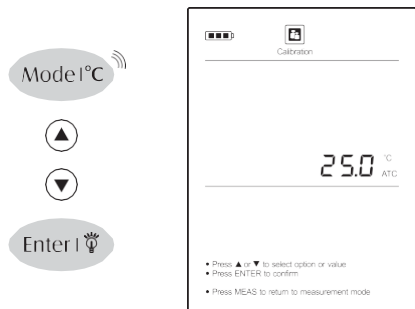 Mode | °C
Enter |
Calibration
25.0 °C
ATC
• Press ▲ or ▼ to select option or value
• Press ENTER to confirm
• Press MEAS to return to measurement mode